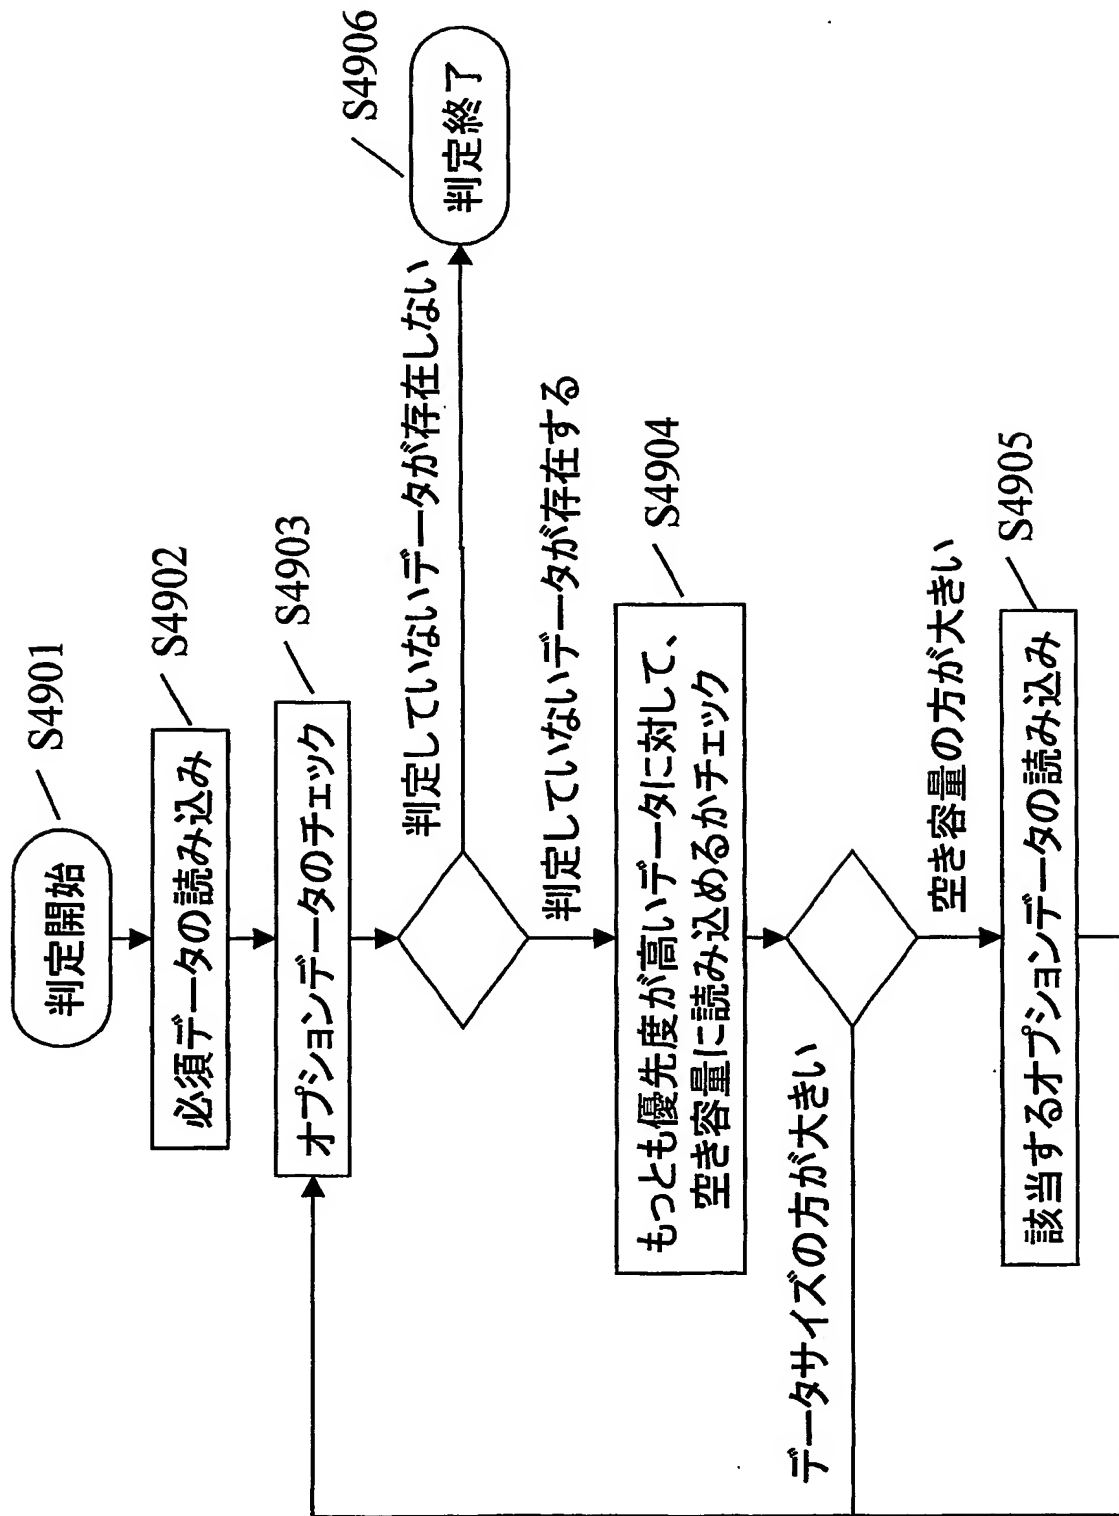 判定開始
S4901
必須データの読み込み
S4902
オプションデータのチェック
S4903
判定していないデータが存在しない
判定終了
S4906
判定していないデータが存在する
もっとも優先度が高いデータに対して、
空き容量に読み込めるかチェック
S4904
データサイズの方が大きい
空き容量の方が大きい
該当するオプションデータの読み込み
S4905